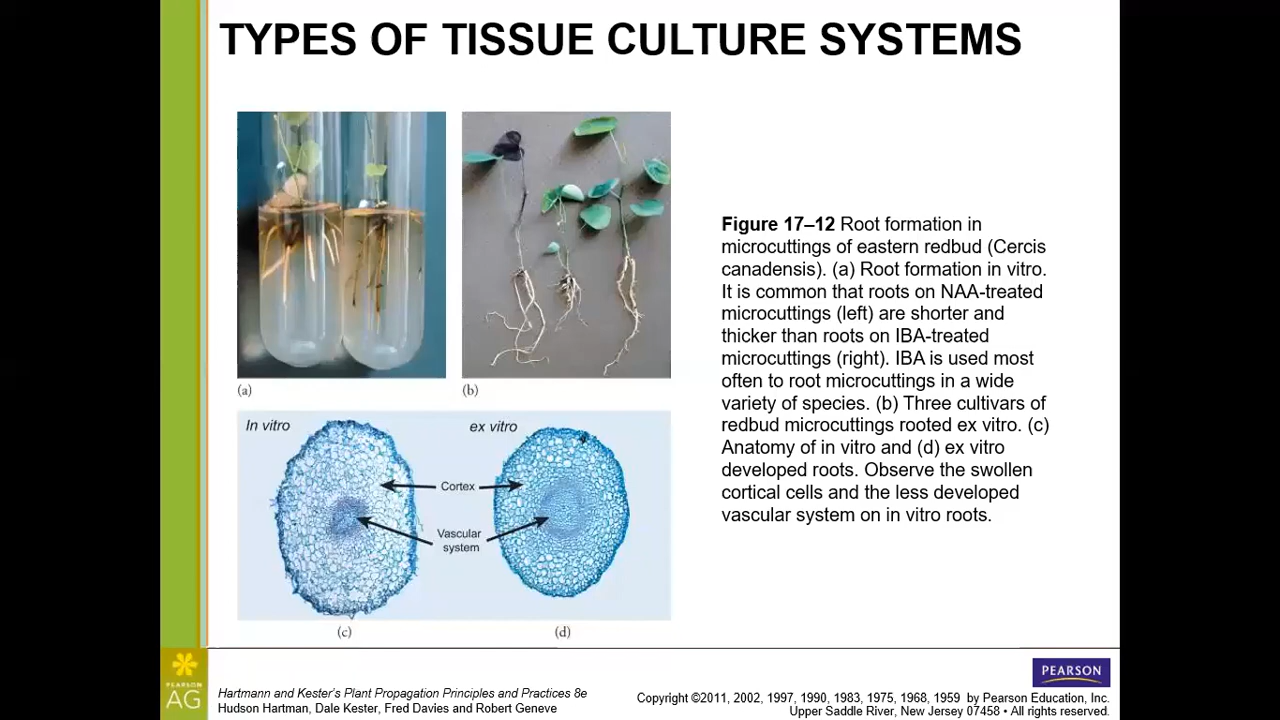 TYPES OF TISSUE CULTURE SYSTEMS
(a)
(b)
In vitro
ex vitro
Cortex
Vascular
system
(c)
(d)
Figure 17–12 Root formation in
microcuttings of eastern redbud (Cercis
canadensis). (a) Root formation in vitro.
It is common that roots on NAA-treated
microcuttings (left) are shorter and
thicker than roots on IBA-treated
microcuttings (right). IBA is used most
often to root microcuttings in a wide
variety of species. (b) Three cultivars of
redbud microcuttings rooted ex vitro. (c)
Anatomy of in vitro and (d) ex vitro
developed roots. Observe the swollen
cortical cells and the less developed
vascular system on in vitro roots.
PEARSON
AG
Hartmann and Kester's Plant Propagation Principles and Practices 8e
Hudson Hartman, Dale Kester, Fred Davies and Robert Geneve
PEARSON
Copyright ©2011, 2002, 1997, 1990, 1983, 1975, 1968, 1959 by Pearson Education, Inc.
Upper Saddle River, New Jersey 07458 • All rights reserved.